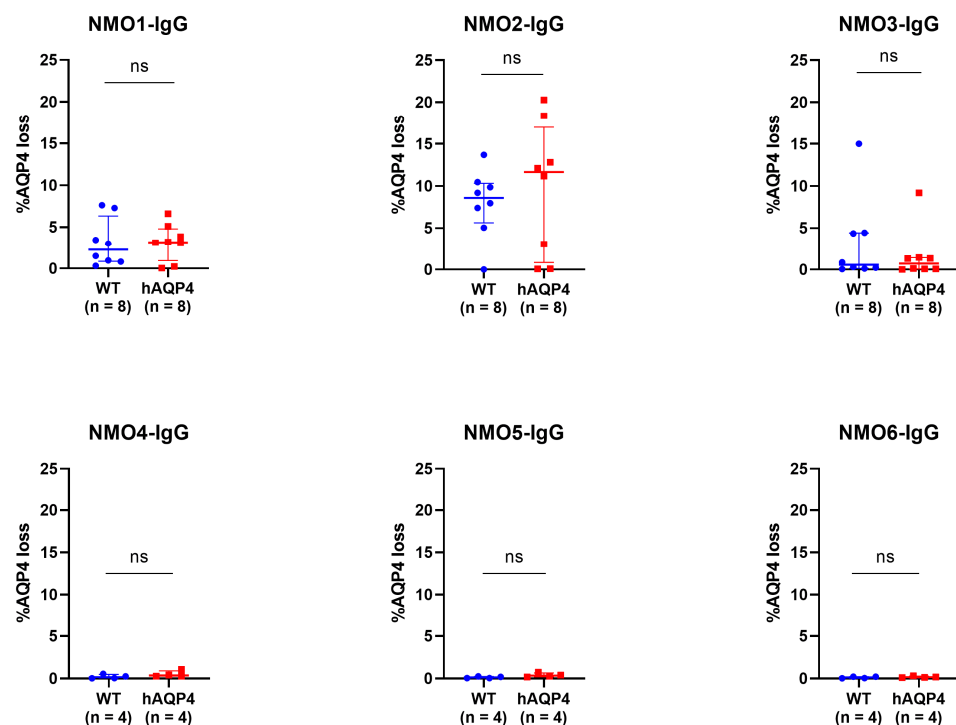 NMO1-IgG
%AQP4 loss
25
20
15
10
5
0
ns
WT
(n = 8)
hAQP4
(n = 8)
NMO2-IgG
%AQP4 loss
25
20
15
10
5
0
ns
WT
(n = 8)
hAQP4
(n = 8)
NMO3-IgG
%AQP4 loss
25
20
15
10
5
0
ns
WT
(n = 8)
hAQP4
(n = 8)
NMO4-IgG
%AQP4 loss
25
20
15
10
5
0
ns
WT
(n = 4)
hAQP4
(n = 4)
NMO5-IgG
%AQP4 loss
25
20
15
10
5
0
ns
WT
(n = 4)
hAQP4
(n = 4)
NMO6-IgG
%AQP4 loss
25
20
15
10
5
0
ns
WT
(n = 4)
hAQP4
(n = 4)